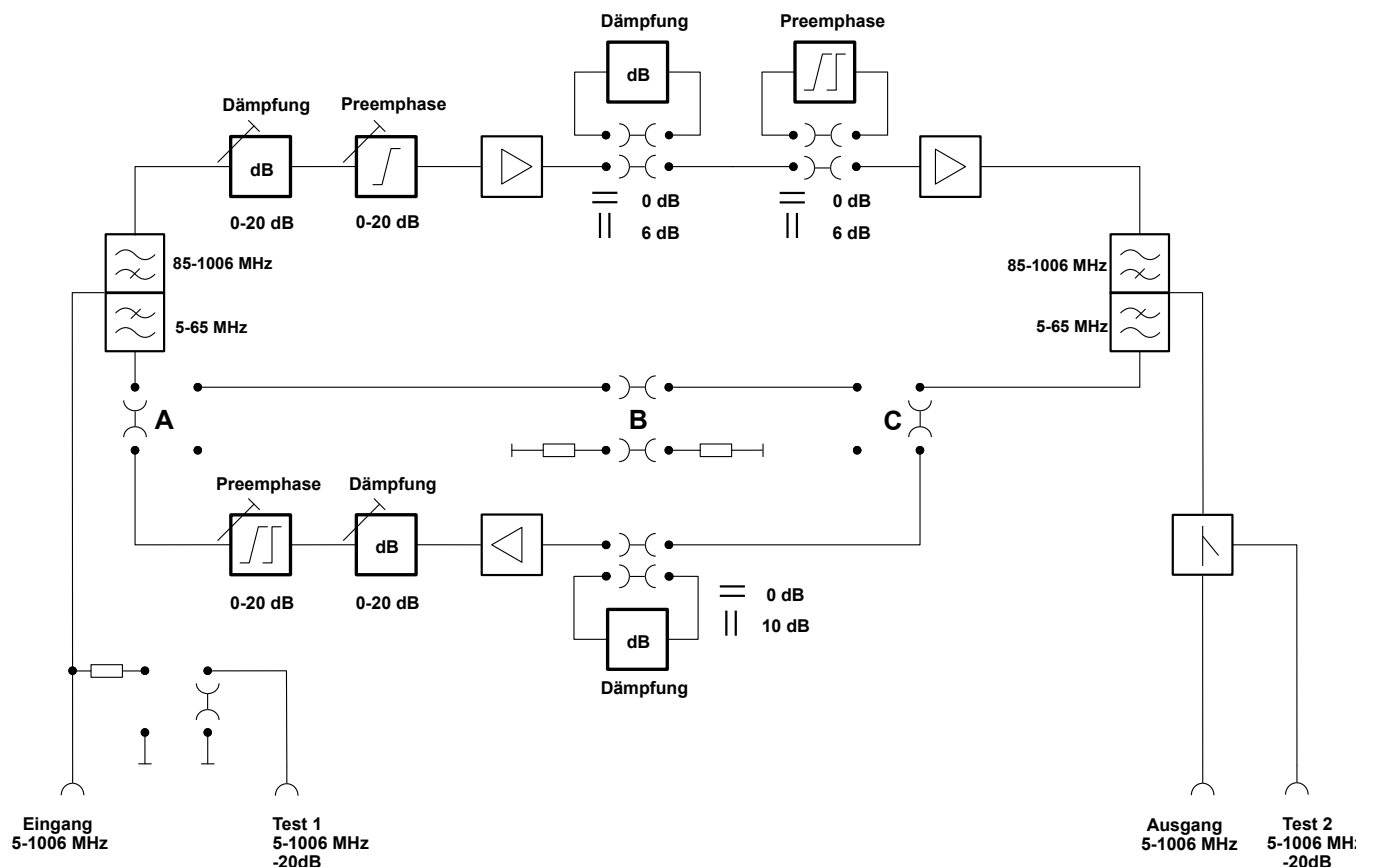 Dämpfung
Preemphase
dB
Dämpfung
Preemphase
dB
0-20 dB
0-20 dB
0 dB
6 dB
0 dB
6 dB
85-1006 MHz
5-65 MHz
85-1006 MHz
5-65 MHz
A
B
C
Preemphase
Dämpfung
dB
0-20 dB
0-20 dB
0 dB
10 dB
dB
Dämpfung
Eingang
5-1006 MHz
Test 1
5-1006 MHz
-20dB
Ausgang
5-1006 MHz
Test 2
5-1006 MH
-20dB